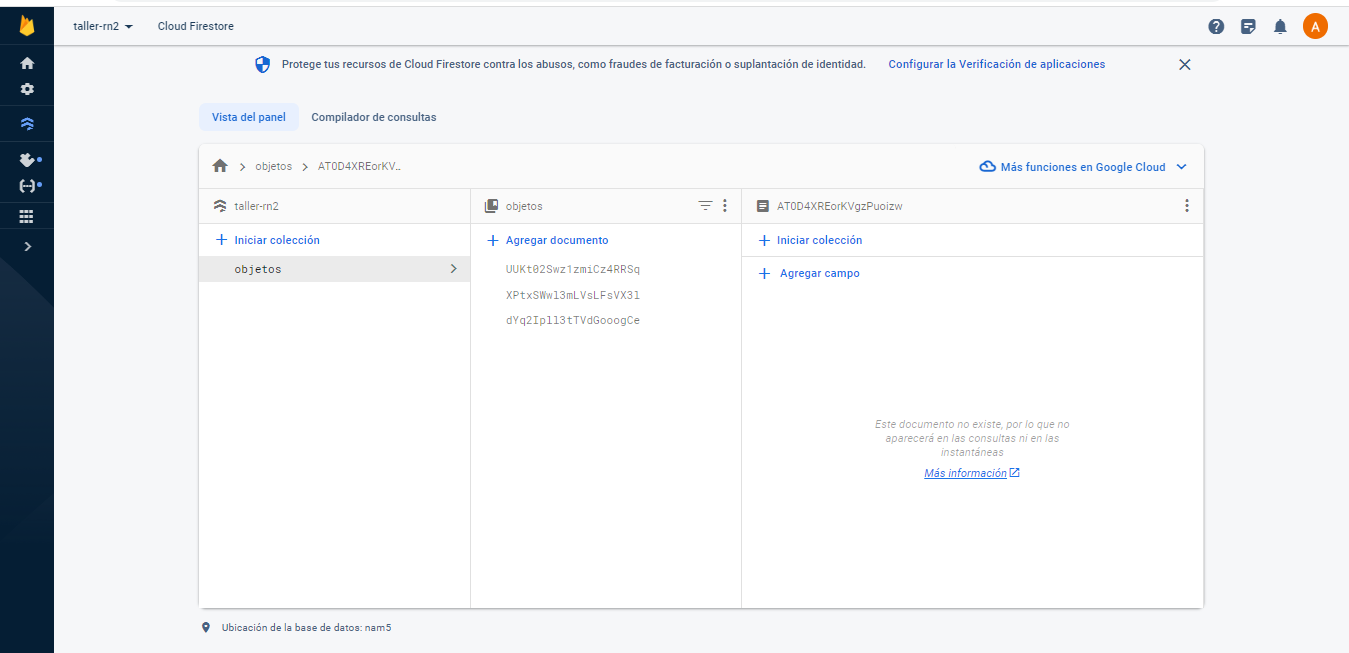 taller-rn2
Cloud Firestore
A
Protege tus recursos de Cloud Firestore contra los abusos, como fraudes de facturación o suplantación de identidad.
Configurar la Verificación de aplicaciones
Vista del panel
Compilador de consultas
objetos
AT0D4XREorKV...
Más funciones en Google Cloud
taller-rn2
objetos
AT0D4XREorKVgzPuoizw
Iniciar colección
Agregar documento
Iniciar colección
objetos
UUKt02Swz1zmiCz4RRSq
Agregar campo
XPtxSWwl3mLVsLFsVX3l
dYq2Ipll3tTVdGooogCe
Este documento no existe, por lo que no
aparecerá en las consultas ni en las
instantáneas
Más información
Ubicación de la base de datos: nam5